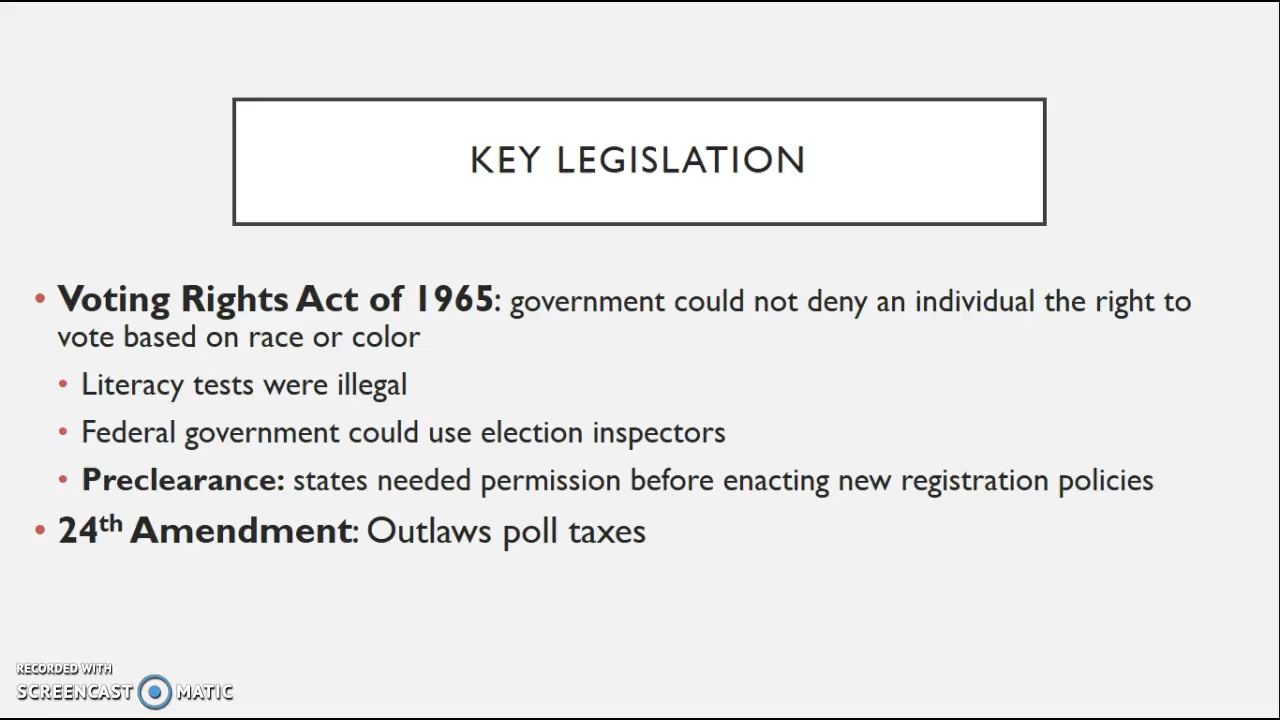 KEY LEGISLATION
• Voting Rights Act of 1965: government could not deny an individual the right to
vote based on race or color
• Literacy tests were illegal
• Federal government could use election inspectors
• Preclearance: states needed permission before enacting new registration policies
• 24th Amendment: Outlaws poll taxes
RECORDED WITH
SCREENCAST MATIC